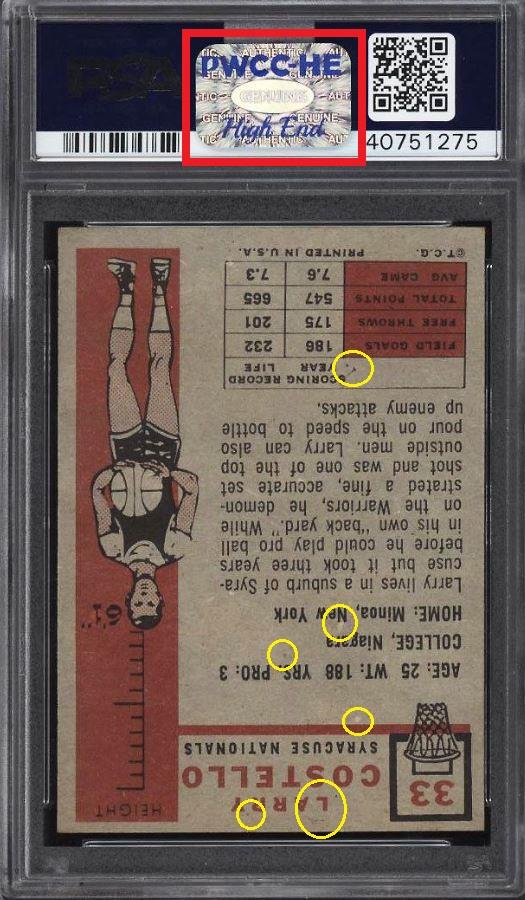 PSA
PWCC-HE
GENUINE
High End
40751275
33
LARRY
COSTELLO
SYRACUSE NATIONALS
HEIGHT
6'1"
AGE: 25 WT: 188 YRS. PRO: 3
COLLEGE, Niagara
HOME: Minoa, New York
Larry lives in a suburb of Syra-
cuse but it took three years
before he could play pro ball
in his own "back yard." While
on the Warriors, he demon-
strated a fine, accurate set
shot and was one of the top
outside men. Larry can also
pour on the speed to bottle
up enemy attacks.
SCORING RECORD
YEAR LIFE
FIELD GOALS 186 232
FREE THROWS 175 201
TOTAL POINTS 547 665
AVG GAME 7.6 7.3
©T.C.G. PRINTED IN U.S.A.